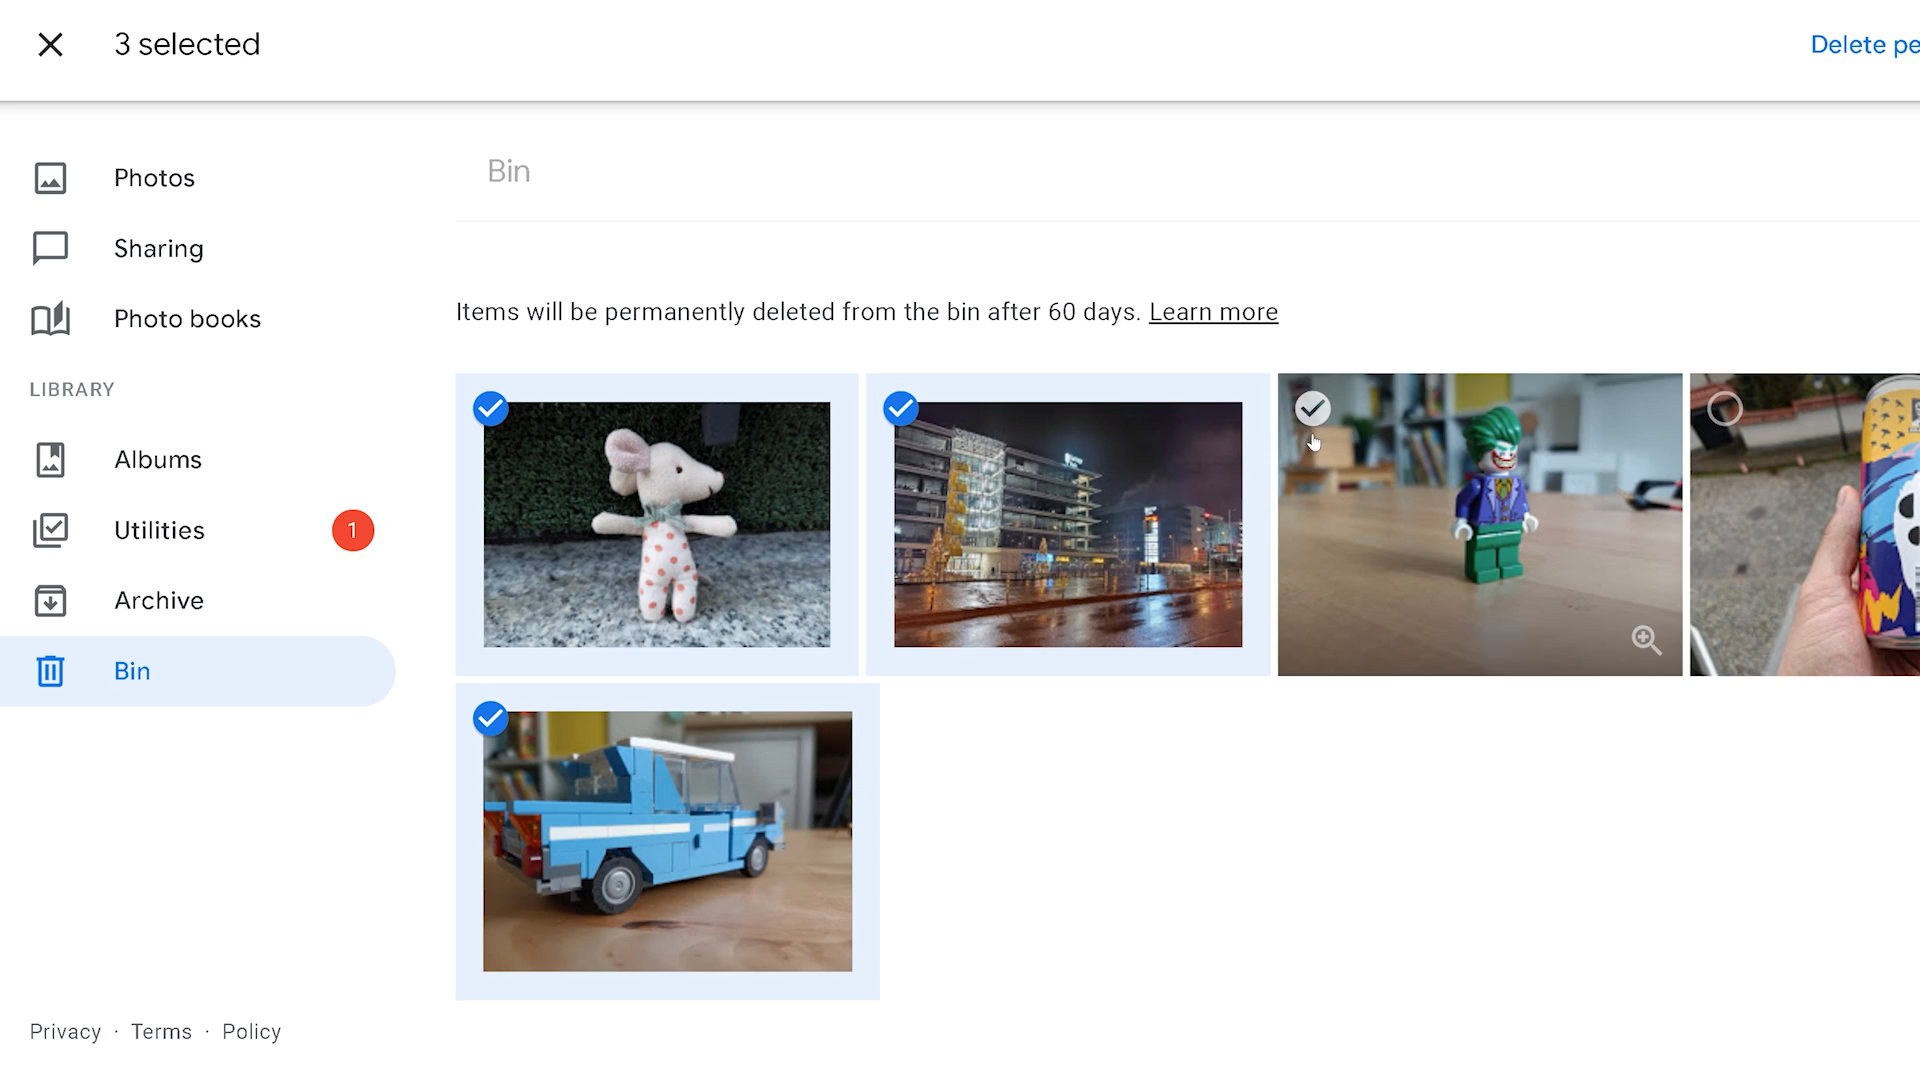 3 selected
Delete pe
Photos
Sharing
Photo books
LIBRARY
Albums
Utilities
1
Archive
Bin
Bin
Items will be permanently deleted from the bin after 60 days. Learn more
Privacy · Terms · Policy